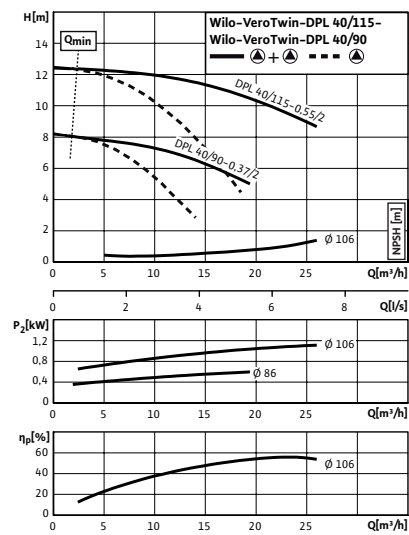 H[m]
Wilo-VeroTwin-DPL 40/115-
Wilo-VeroTwin-DPL 40/90
+
Qmin
14
12
10
8
6
4
2
0
DPL 40/115-0.55/2
DPL 40/90-0.37/2
Ø 106
NPSH [m]
0 5 10 15 20 25 Q[m³/h]
0 2 4 6 8 Q[l/s]
P₂[kW]
1,2
0,8
0,4
0
Ø 106
Ø 86
0 5 10 15 20 25 Q[m³/h]
ηp[%]
60
40
20
0
Ø 106
0 5 10 15 20 25 Q[m³/h]